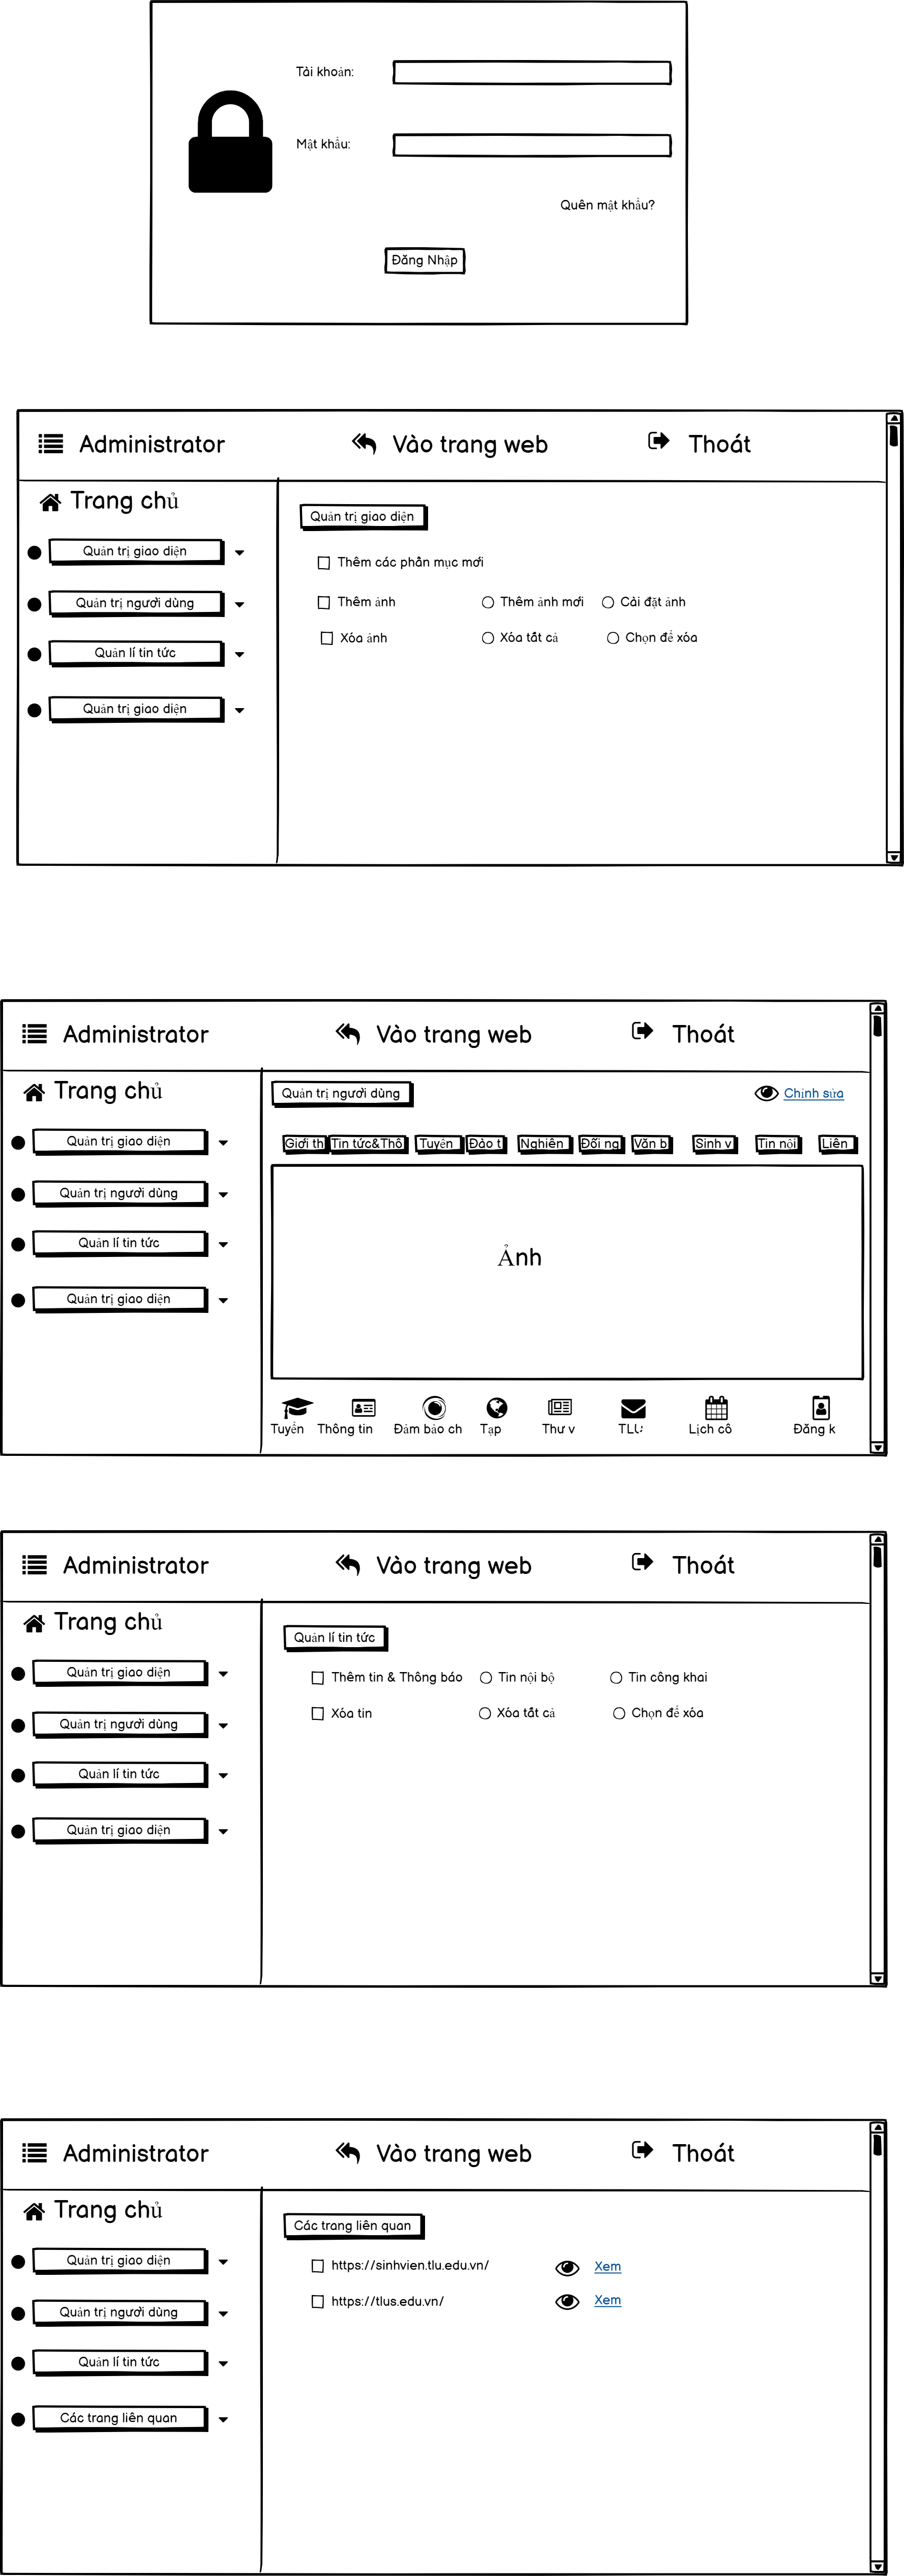 Tài khoản:
Mật khẩu:
Quên mật khẩu?
Đăng Nhập
Administrator Vào trang web Thoát
Trang chủ
Quản trị giao diện
Quản trị người dùng
Quản lí tin tức
Quản trị giao diện
Quản trị giao diện
Thêm các phần mục mới
Thêm ảnh Thêm ảnh mới Cài đặt ảnh
Xóa ảnh Xóa tất cả Chọn để xóa
Administrator Vào trang web Thoát
Trang chủ
Quản trị giao diện
Quản trị người dùng
Quản lí tin tức
Quản trị giao diện
Quản trị người dùng Chỉnh sửa
Giới th Tin tức&Thô Tuyển Đào t Nghiên Đối ng Văn b Sinh v Tin nội Liên
Ảnh
Tuyển Thông tin Đảm bảo ch Tạp Thư v TLU Lịch cô Đăng k
Administrator Vào trang web Thoát
Trang chủ
Quản trị giao diện
Quản trị người dùng
Quản lí tin tức
Quản trị giao diện
Quản lí tin tức
Thêm tin & Thông báo Tin nội bộ Tin công khai
Xóa tin Xóa tất cả Chọn để xóa
Administrator Vào trang web Thoát
Trang chủ
Quản trị giao diện
Quản trị người dùng
Quản lí tin tức
Các trang liên quan
Các trang liên quan
https://sinhvien.tlu.edu.vn/ Xem
https://tlus.edu.vn/ Xem